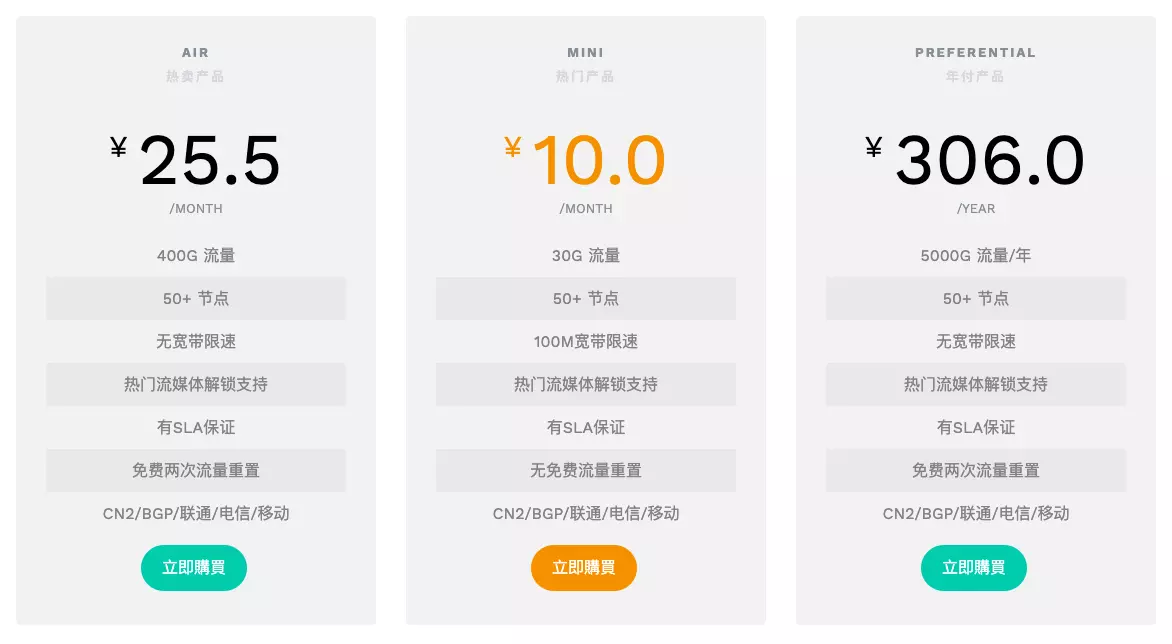 AIR
热卖产品
¥ 25.5
/MONTH
400G 流量
50+ 节点
无宽带限速
热门流媒体解锁支持
有SLA保证
免费两次流量重置
CN2/BGP/联通/电信/移动
立即購買
MINI
热门产品
¥ 10.0
/MONTH
30G 流量
50+ 节点
100M宽带限速
热门流媒体解锁支持
有SLA保证
无免费流量重置
CN2/BGP/联通/电信/移动
立即購買
PREFERENTIAL
年付产品
¥ 306.0
/YEAR
5000G 流量/年
50+ 节点
无宽带限速
热门流媒体解锁支持
有SLA保证
免费两次流量重置
CN2/BGP/联通/电信/移动
立即購買